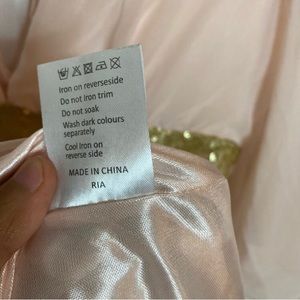 Iron on reverseside
Do not Iron trim
Do not soak
Wash dark colours
separately
Cool Iron on
reverse side
MADE IN CHINA
RIA